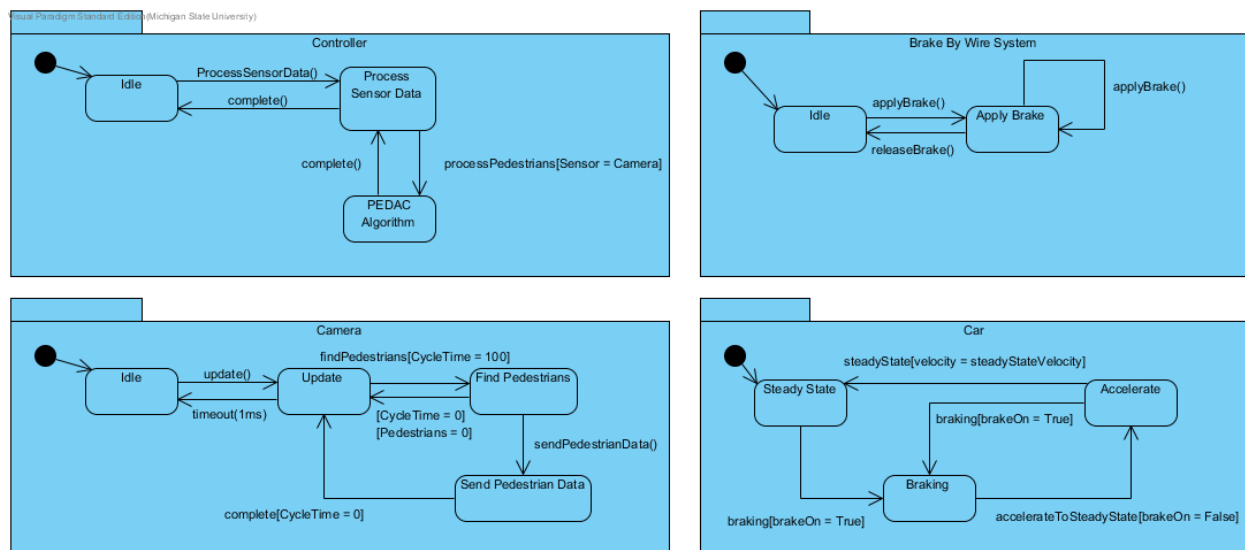 Visual Paradigm Standard Edition(Michigan State University)
Controller
Idle
ProcessSensorData()
complete()
Process
Sensor Data
complete()
processPedestrians[Sensor = Camera]
PEDAC
Algorithm
Brake By Wire System
Idle
applyBrake()
releaseBrake()
Apply Brake
applyBrake()
Camera
Idle
update()
timeout(1ms)
Update
findPedestrians[CycleTime = 100]
Find Pedestrians
[CycleTime = 0]
[Pedestrians = 0]
sendPedestrianData()
Send Pedestrian Data
complete[CycleTime = 0]
Car
steadyState[velocity = steadyStateVelocity]
Steady State
Accelerate
braking[brakeOn = True]
Braking
braking[brakeOn = True]
accelerateToSteadyState[brakeOn = False]